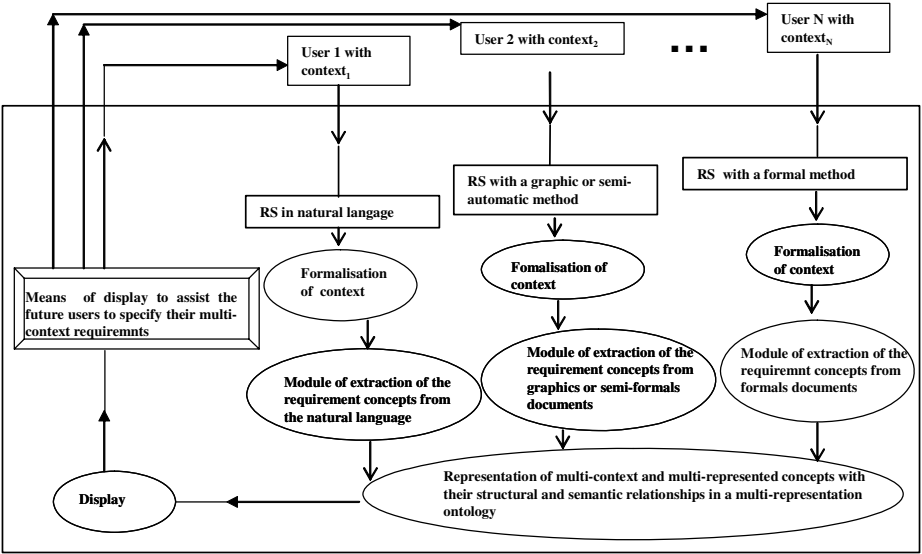 User 1 with
context1
User 2 with context2
...
User N with
contextN
RS in natural langage
RS with a graphic or semi-
automatic method
RS with a formal method
Formalisation
of context
Fomalisation of
context
Formalisation
of context
Means of display to assist the
future users to specify their multi-
context requiremnts
Module of extraction of the
requirement concepts from
the natural language
Module of extraction of the
requirement concepts from
graphics or semi-formals
documents
Module of extraction of the
requiremnt concepts from
formals documents
Display
Representation of multi-context and multi-represented concepts with
their structural and semantic relationships in a multi-representation
ontology